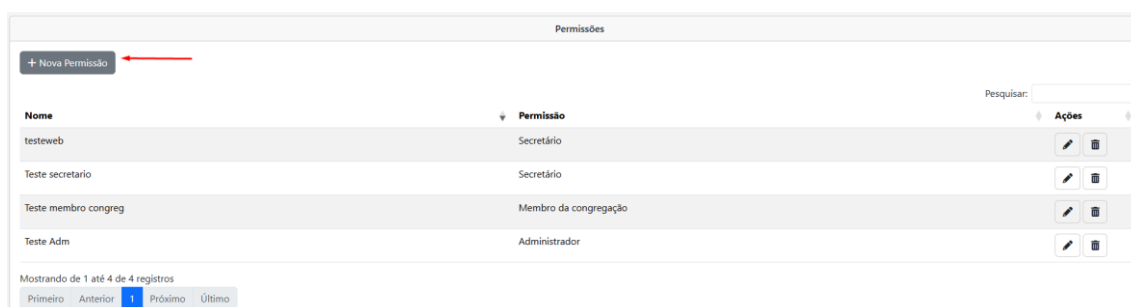 Permissões
+ Nova Permissão
Pesquisar:
Nome Permissão Ações
testeweb Secretário
Teste secretario Secretário
Teste membro congreg Membro da congregação
Teste Adm Administrador
Mostrando de 1 até 4 de 4 registros
Primeiro Anterior 1 Próximo Último